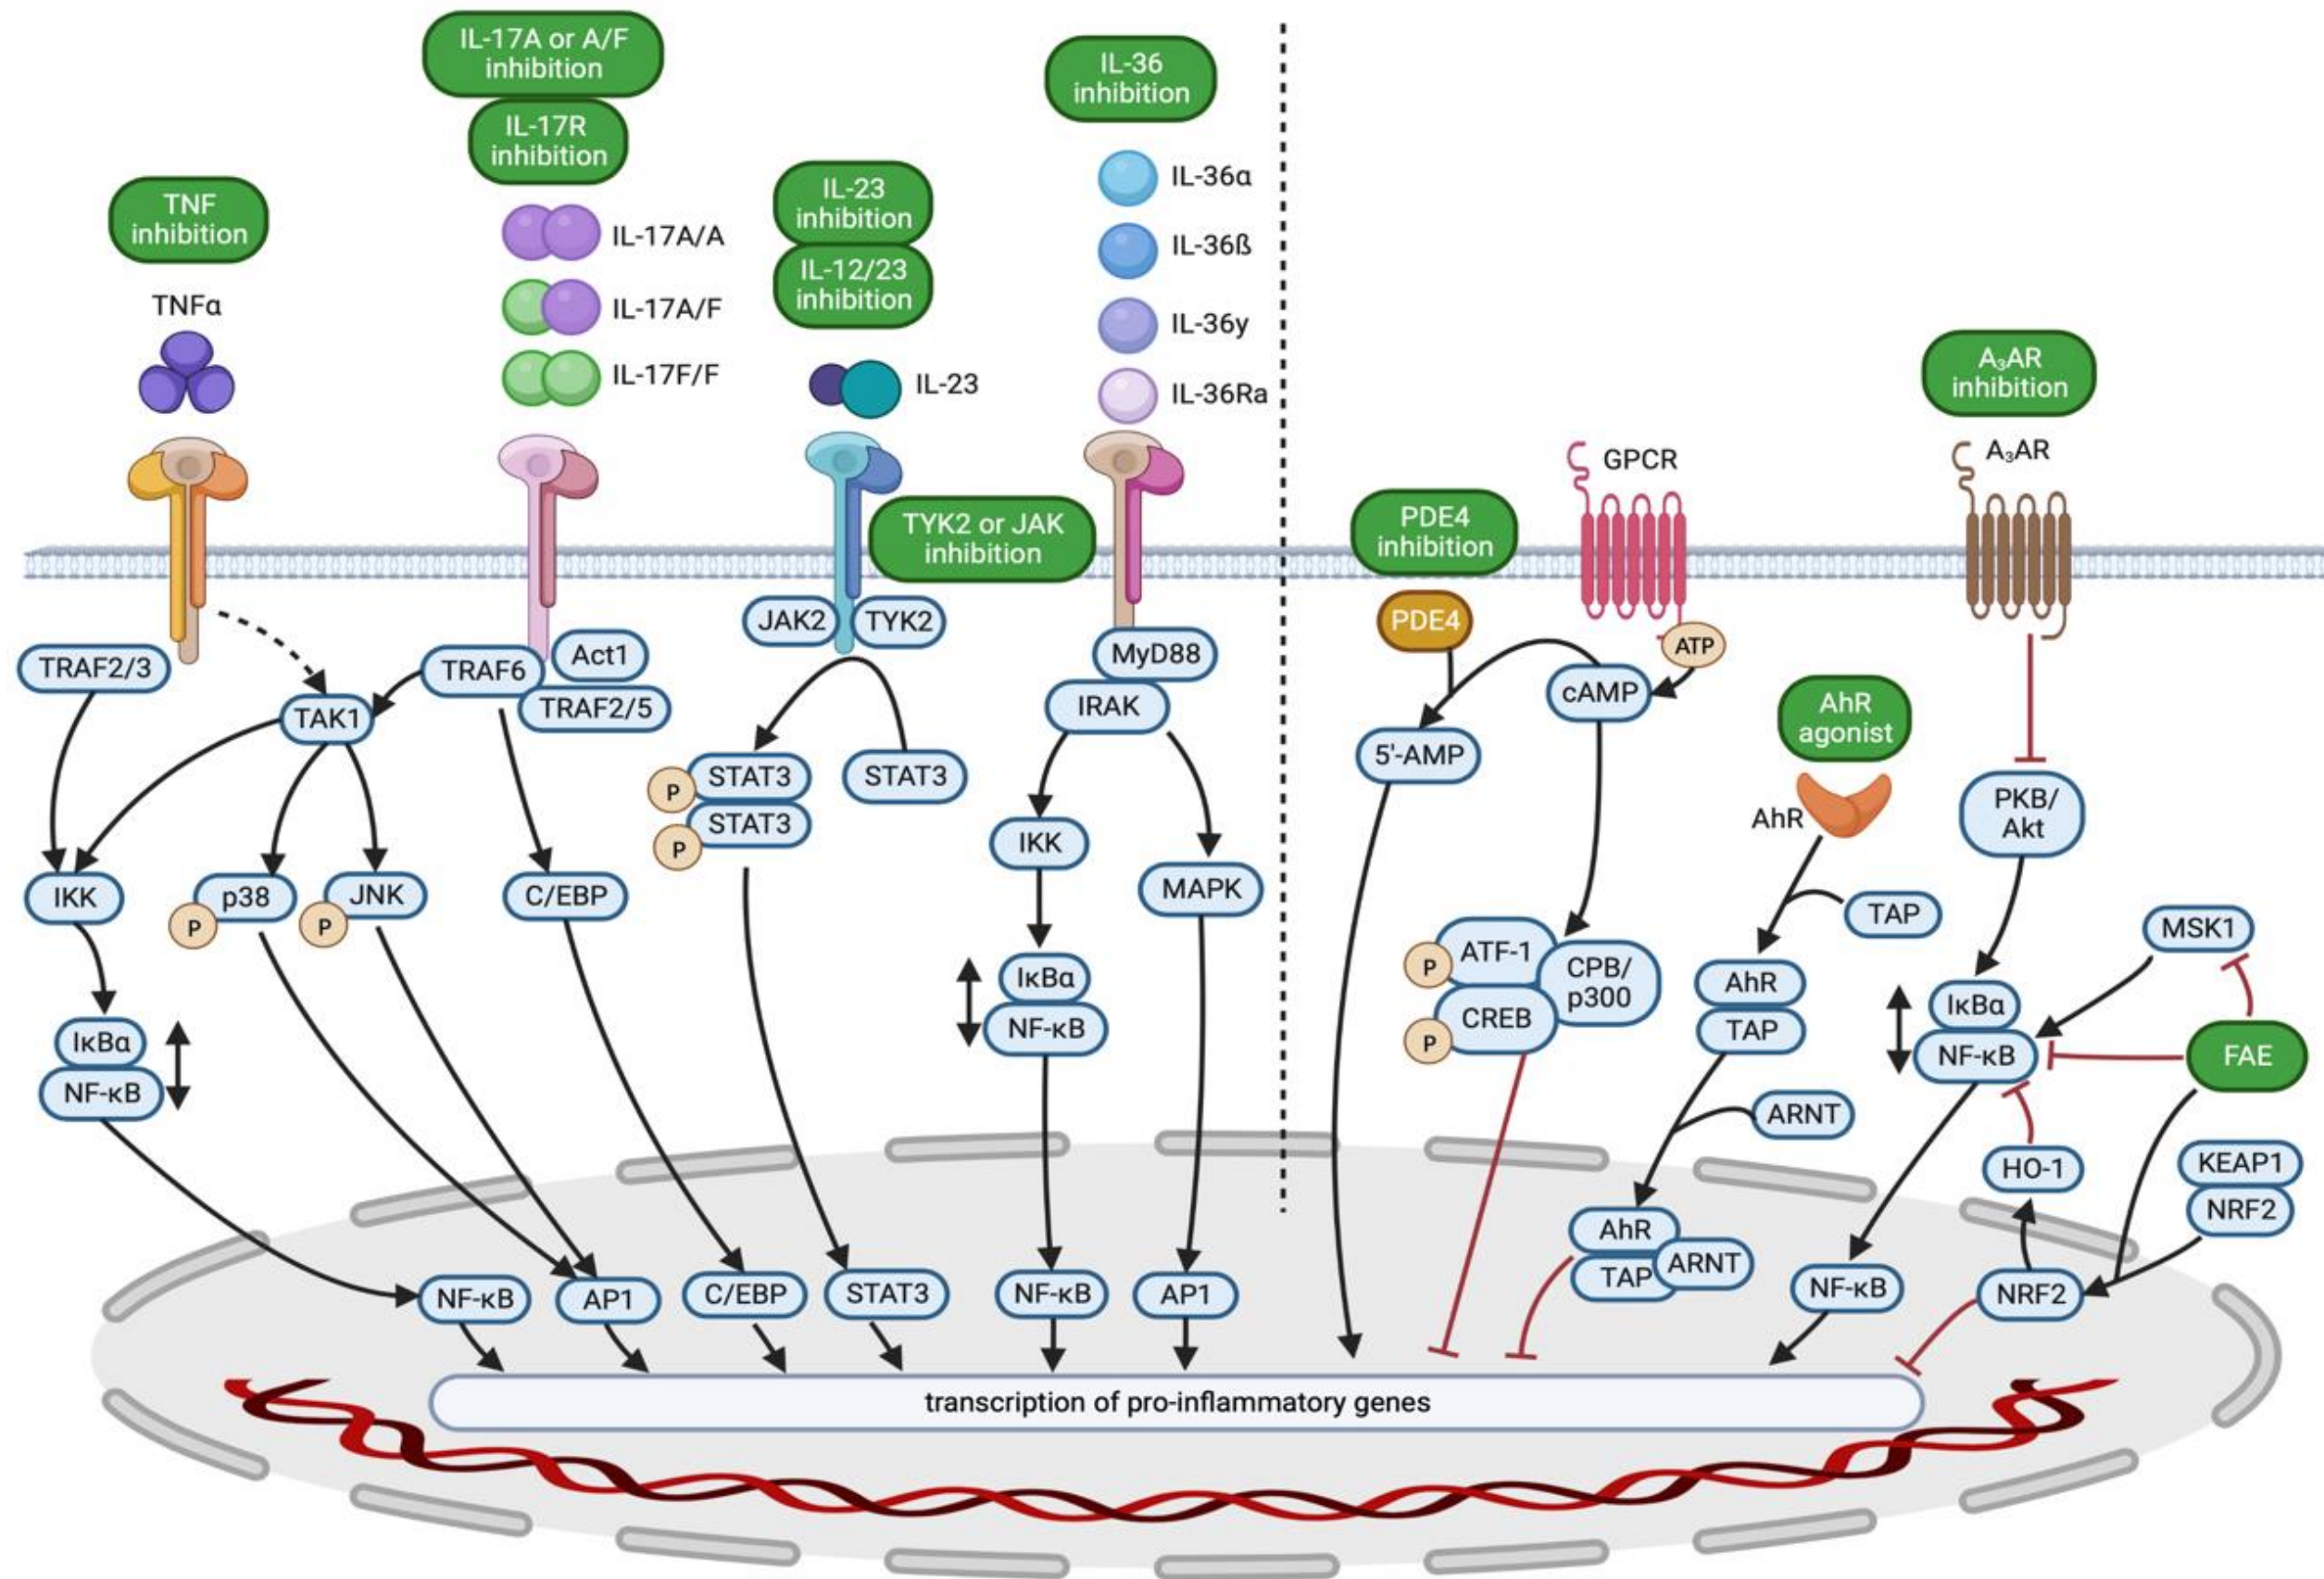 IL-17A or A/F
inhibition
IL-17R
inhibition
IL-36
inhibition
TNF
inhibition
IL-23
inhibition
IL-12/23
inhibition
TNFα
IL-17A/A
IL-17A/F
IL-17F/F
IL-23
IL-36α
IL-36ß
IL-36y
IL-36Ra
A₃AR
inhibition
TYK2 or JAK
inhibition
PDE4
inhibition
GPCR
A₃AR
TRAF2/3
TAK1
TRAF6
Act1
TRAF2/5
JAK2
TYK2
MyD88
IRAK
PDE4
ATP
cAMP
5'-AMP
AhR
agonist
AhR
PKB/
Akt
STAT3
P
STAT3
P
STAT3
IKK
MAPK
IKK
p38
P
JNK
P
C/EBP
TAP
MSK1
IκBα
NF-κB
IκBα
NF-κB
ATF-1
P
CREB
P
CPB/
p300
AhR
TAP
IκBα
NF-κB
FAE
ARNT
HO-1
KEAP1
NRF2
AhR
TAP
ARNT
NF-κB
AP1
C/EBP
STAT3
NF-κB
AP1
NF-κB
NRF2
transcription of pro-inflammatory genes